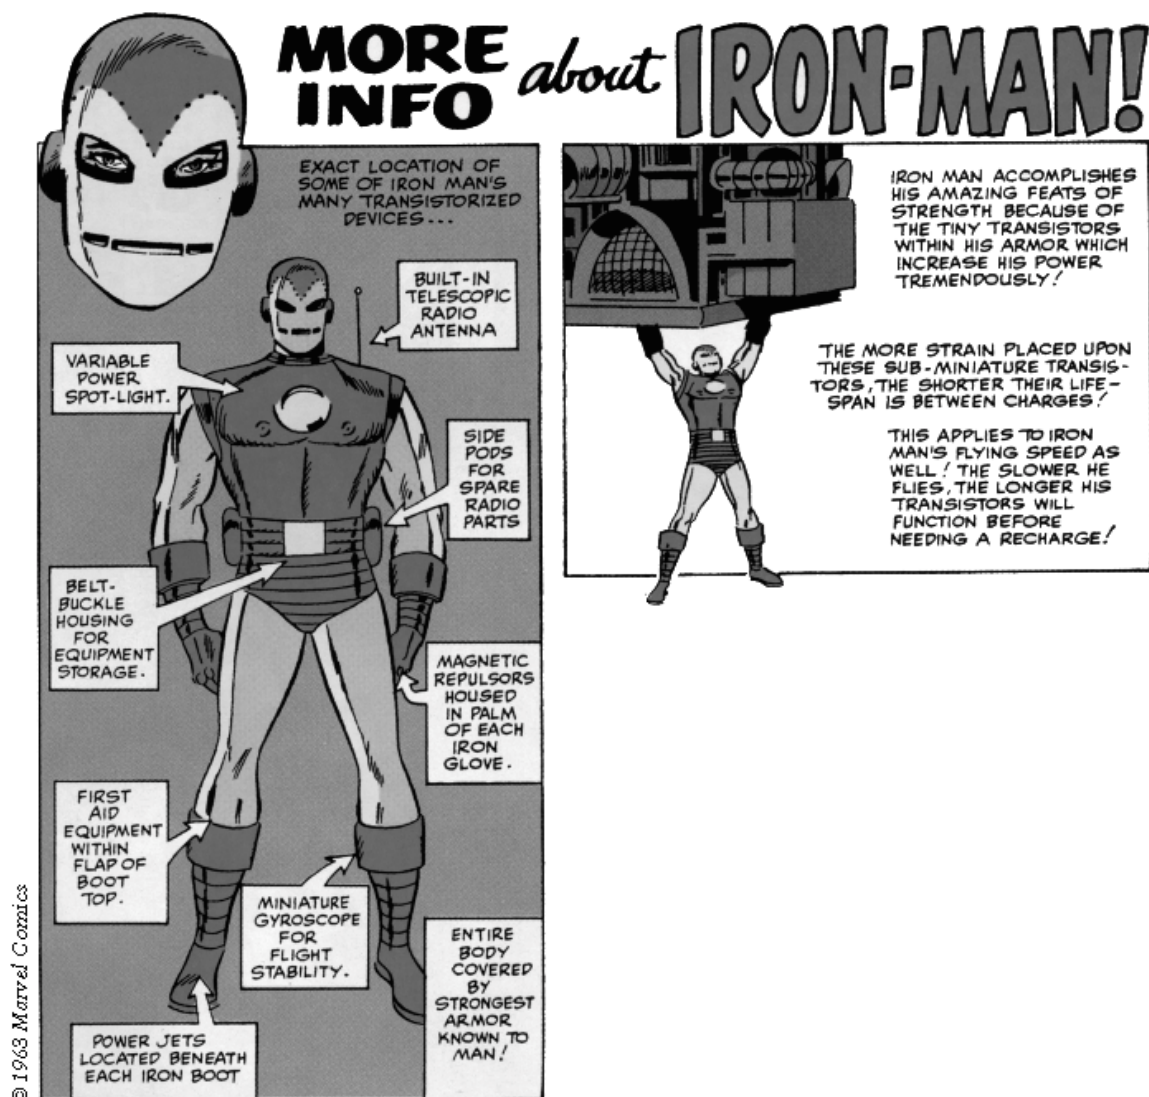 MORE
INFO
about
IRON-MAN!
EXACT LOCATION OF
SOME OF IRON MAN'S
MANY TRANSISTORIZED
DEVICES...
BUILT-IN
TELESCOPIC
RADIO
ANTENNA
VARIABLE
POWER
SPOT-LIGHT.
SIDE
PODS
FOR
SPARE
RADIO
PARTS
BELT-
BUCKLE
HOUSING
FOR
EQUIPMENT
STORAGE.
MAGNETIC
REPULSORS
HOUSED
IN PALM
OF EACH
IRON
GLOVE.
FIRST
AID
EQUIPMENT
WITHIN
FLAP OF
BOOT
TOP.
MINIATURE
GYROSCOPE
FOR
FLIGHT
STABILITY.
ENTIRE
BODY
COVERED
BY
STRONGEST
ARMOR
KNOWN TO
MAN!
POWER JETS
LOCATED BENEATH
EACH IRON BOOT
IRON MAN ACCOMPLISHES
HIS AMAZING FEATS OF
STRENGTH BECAUSE OF
THE TINY TRANSISTORS
WITHIN HIS ARMOR WHICH
INCREASE HIS POWER
TREMENDOUSLY!
THE MORE STRAIN PLACED UPON
THESE SUB-MINIATURE TRANSIS-
TORS, THE SHORTER THEIR LIFE-
SPAN IS BETWEEN CHARGES!
THIS APPLIES TO IRON
MAN'S FLYING SPEED AS
WELL! THE SLOWER HE
FLIES, THE LONGER HIS
TRANSISTORS WILL
FUNCTION BEFORE
NEEDING A RECHARGE!
© 1963 Marvel Comics